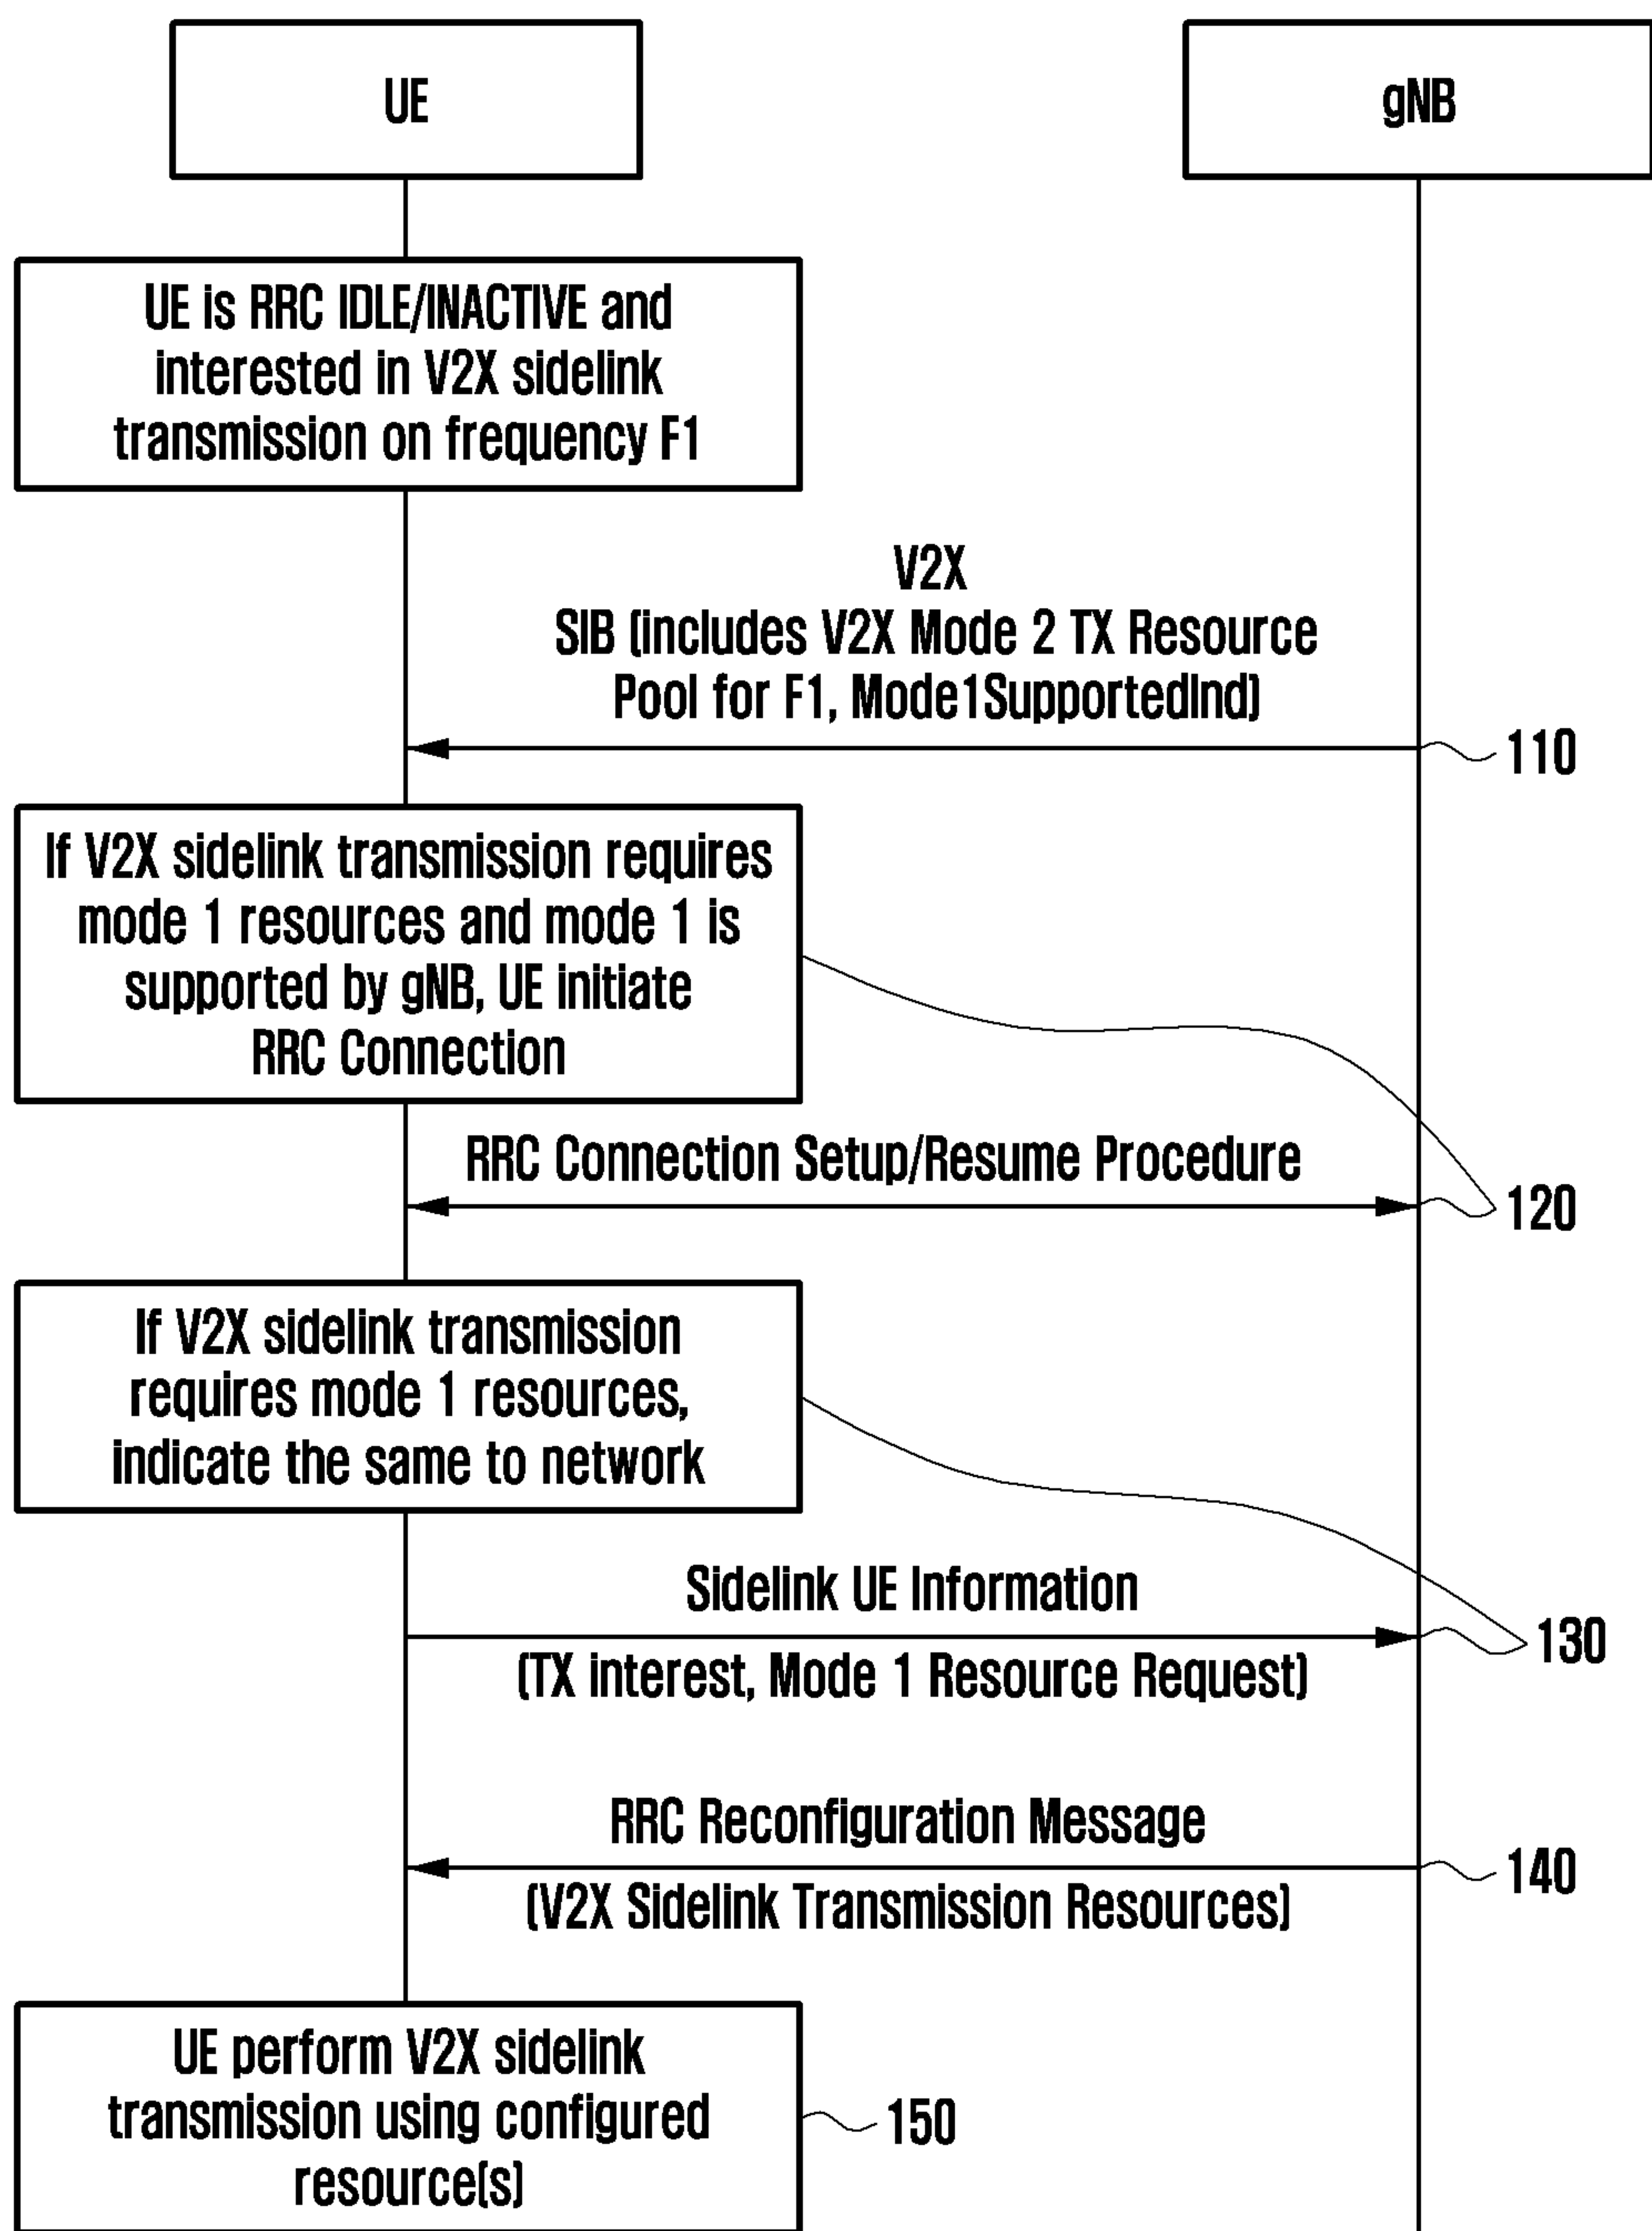 UE
gNB
UE is RRC IDLE/INACTIVE and
interested in V2X sidelink
transmission on frequency F1
V2X
SIB (includes V2X Mode 2 TX Resource
Pool for F1, Mode1SupportedInd)
110
If V2X sidelink transmission requires
mode 1 resources and mode 1 is
supported by gNB, UE initiate
RRC Connection
RRC Connection Setup/Resume Procedure
120
If V2X sidelink transmission
requires mode 1 resources,
indicate the same to network
Sidelink UE Information
130
(TX interest, Mode 1 Resource Request)
RRC Reconfiguration Message
140
(V2X Sidelink Transmission Resources)
UE perform V2X sidelink
transmission using configured
resource(s)
150